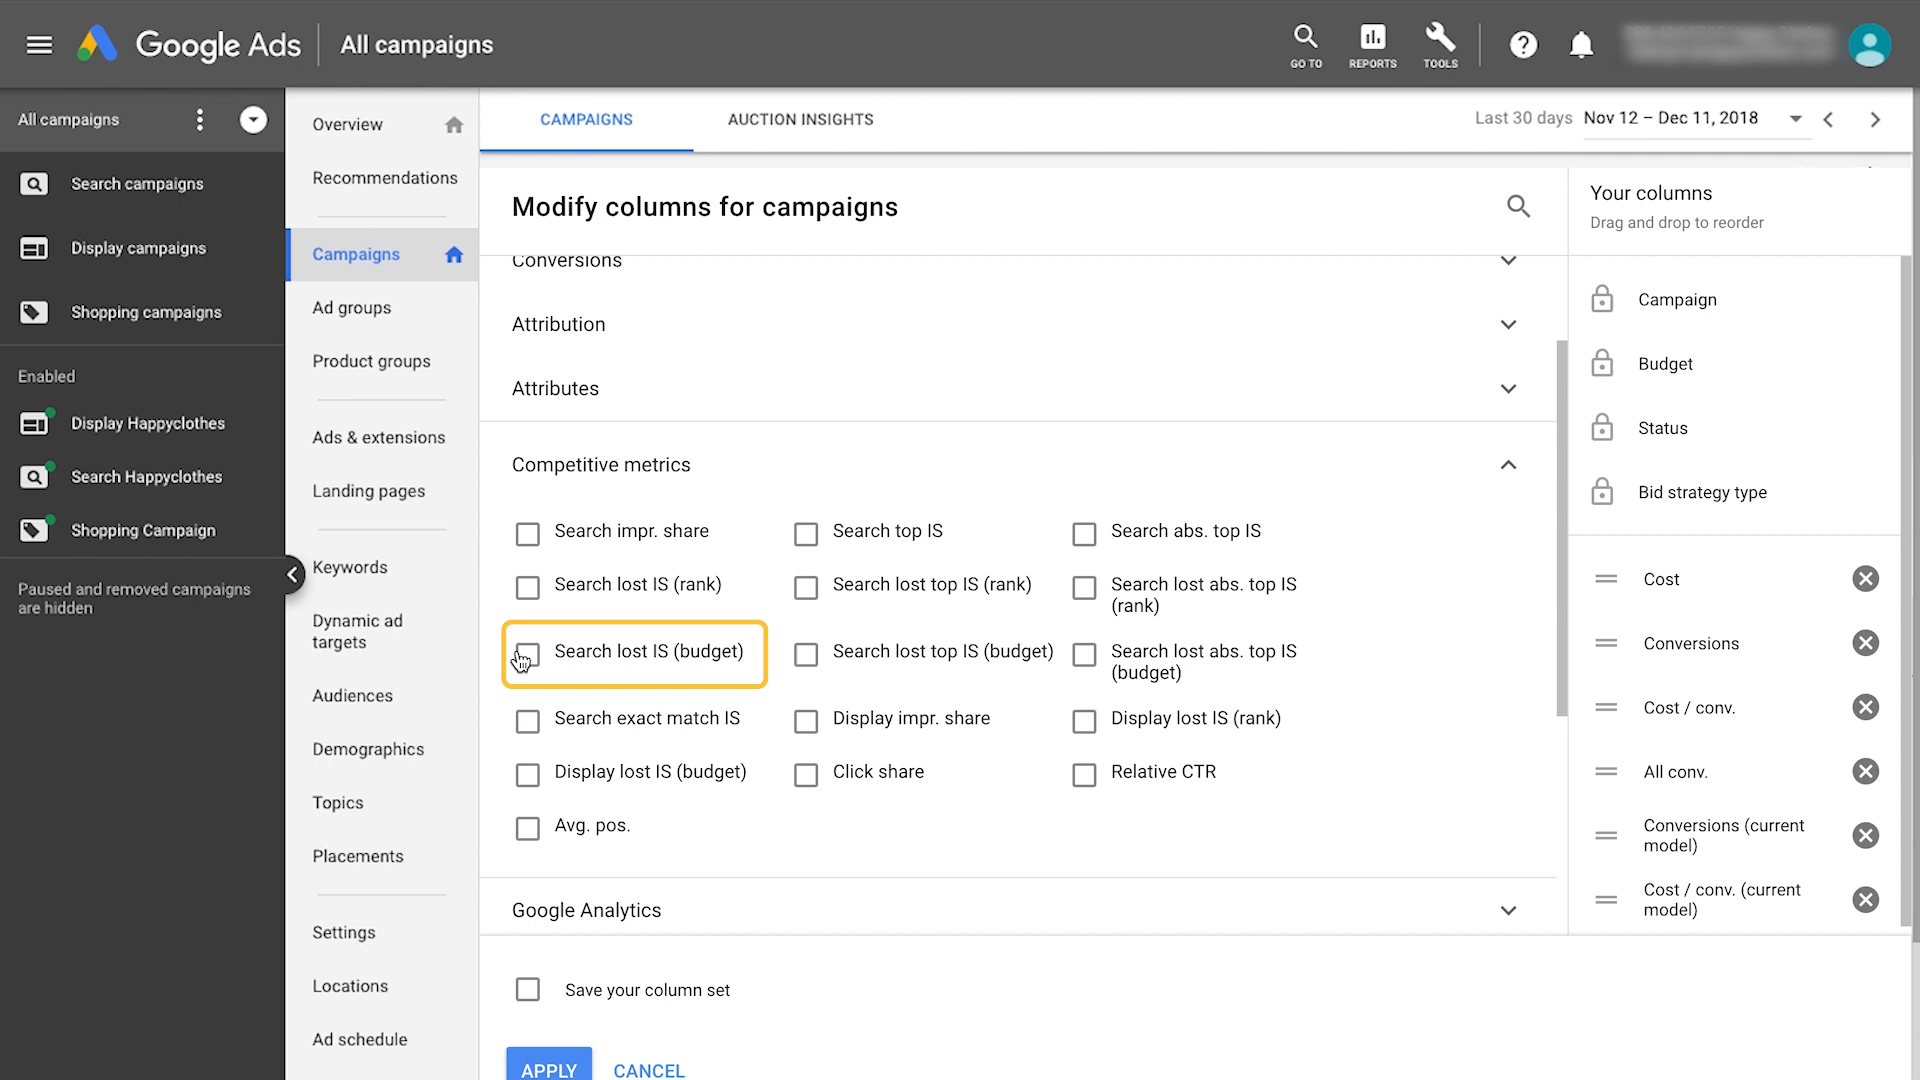 Google Ads
All campaigns
GO TO
REPORTS
TOOLS
All campaigns
Search campaigns
Display campaigns
Shopping campaigns
Enabled
Display Happyclothes
Search Happyclothes
Shopping Campaign
Paused and removed campaigns
are hidden
Overview
Recommendations
Campaigns
Ad groups
Product groups
Ads & extensions
Landing pages
Keywords
Dynamic ad
targets
Audiences
Demographics
Topics
Placements
Settings
Locations
Ad schedule
CAMPAIGNS
AUCTION INSIGHTS
Last 30 days Nov 12 – Dec 11, 2018
Modify columns for campaigns
Conversions
Attribution
Attributes
Competitive metrics
Search impr. share
Search top IS
Search abs. top IS
Search lost IS (rank)
Search lost top IS (rank)
Search lost abs. top IS
(rank)
Search lost IS (budget)
Search lost top IS (budget)
Search lost abs. top IS
(budget)
Search exact match IS
Display impr. share
Display lost IS (rank)
Display lost IS (budget)
Click share
Relative CTR
Avg. pos.
Google Analytics
Save your column set
APPLY
CANCEL
Your columns
Drag and drop to reorder
Campaign
Budget
Status
Bid strategy type
Cost
Conversions
Cost / conv.
All conv.
Conversions (current
model)
Cost / conv. (current
model)